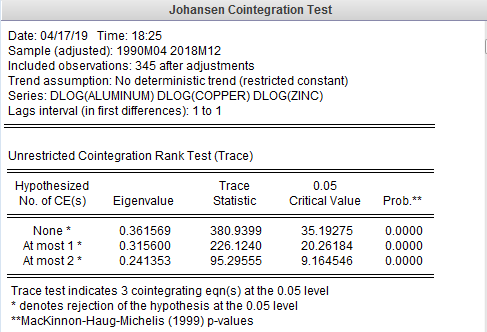 Johansen Cointegration Test
Date: 04/17/19 Time: 18:25
Sample (adjusted): 1990M04 2018M12
Included observations: 345 after adjustments
Trend assumption: No deterministic trend (restricted constant)
Series: DLOG(ALUMINUM) DLOG(COPPER) DLOG(ZINC)
Lags interval (in first differences): 1 to 1
Unrestricted Cointegration Rank Test (Trace)
Hypothesized Trace 0.05
No. of CE(s) Eigenvalue Statistic Critical Value Prob.**
None * 0.361569 380.9399 35.19275 0.0000
At most 1 * 0.315600 226.1240 20.26184 0.0000
At most 2 * 0.241353 95.29555 9.164546 0.0000
Trace test indicates 3 cointegrating eqn(s) at the 0.05 level
* denotes rejection of the hypothesis at the 0.05 level
**MacKinnon-Haug-Michelis (1999) p-values